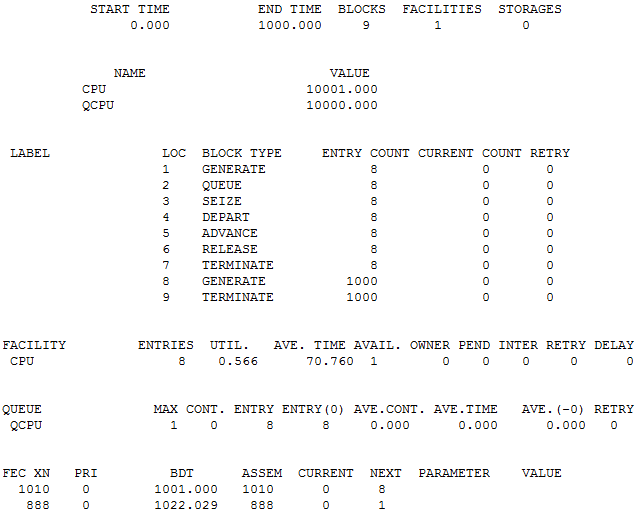 START TIME END TIME BLOCKS FACILITIES STORAGES
0.000 1000.000 9 1 0
NAME VALUE
CPU 10001.000
QCPU 10000.000
LABEL LOC BLOCK TYPE ENTRY COUNT CURRENT COUNT RETRY
1 GENERATE 8 0 0
2 QUEUE 8 0 0
3 SEIZE 8 0 0
4 DEPART 8 0 0
5 ADVANCE 8 0 0
6 RELEASE 8 0 0
7 TERMINATE 8 0 0
8 GENERATE 1000 0 0
9 TERMINATE 1000 0 0
FACILITY ENTRIES UTIL. AVE. TIME AVAIL. OWNER PEND INTER RETRY DELAY
CPU 8 0.566 70.760 1 0 0 0 0 0
QUEUE MAX CONT. ENTRY ENTRY(0) AVE.CONT. AVE.TIME AVE.(-0) RETRY
QCPU 1 0 8 8 0.000 0.000 0.000 0
FEC XN PRI BDT ASSEM CURRENT NEXT PARAMETER VALUE
1010 0 1001.000 1010 0 8
888 0 1022.029 888 0 1